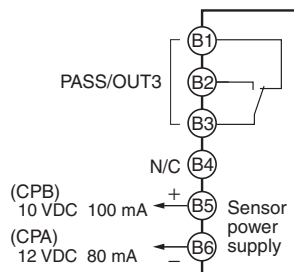 B1
PASS/OUT3
B2
B3
N/C
B4
(CPB)
+
10 VDC 100 mA
B5
Sensor
power
supply
(CPA)
12 VDC 80 mA
B6
–